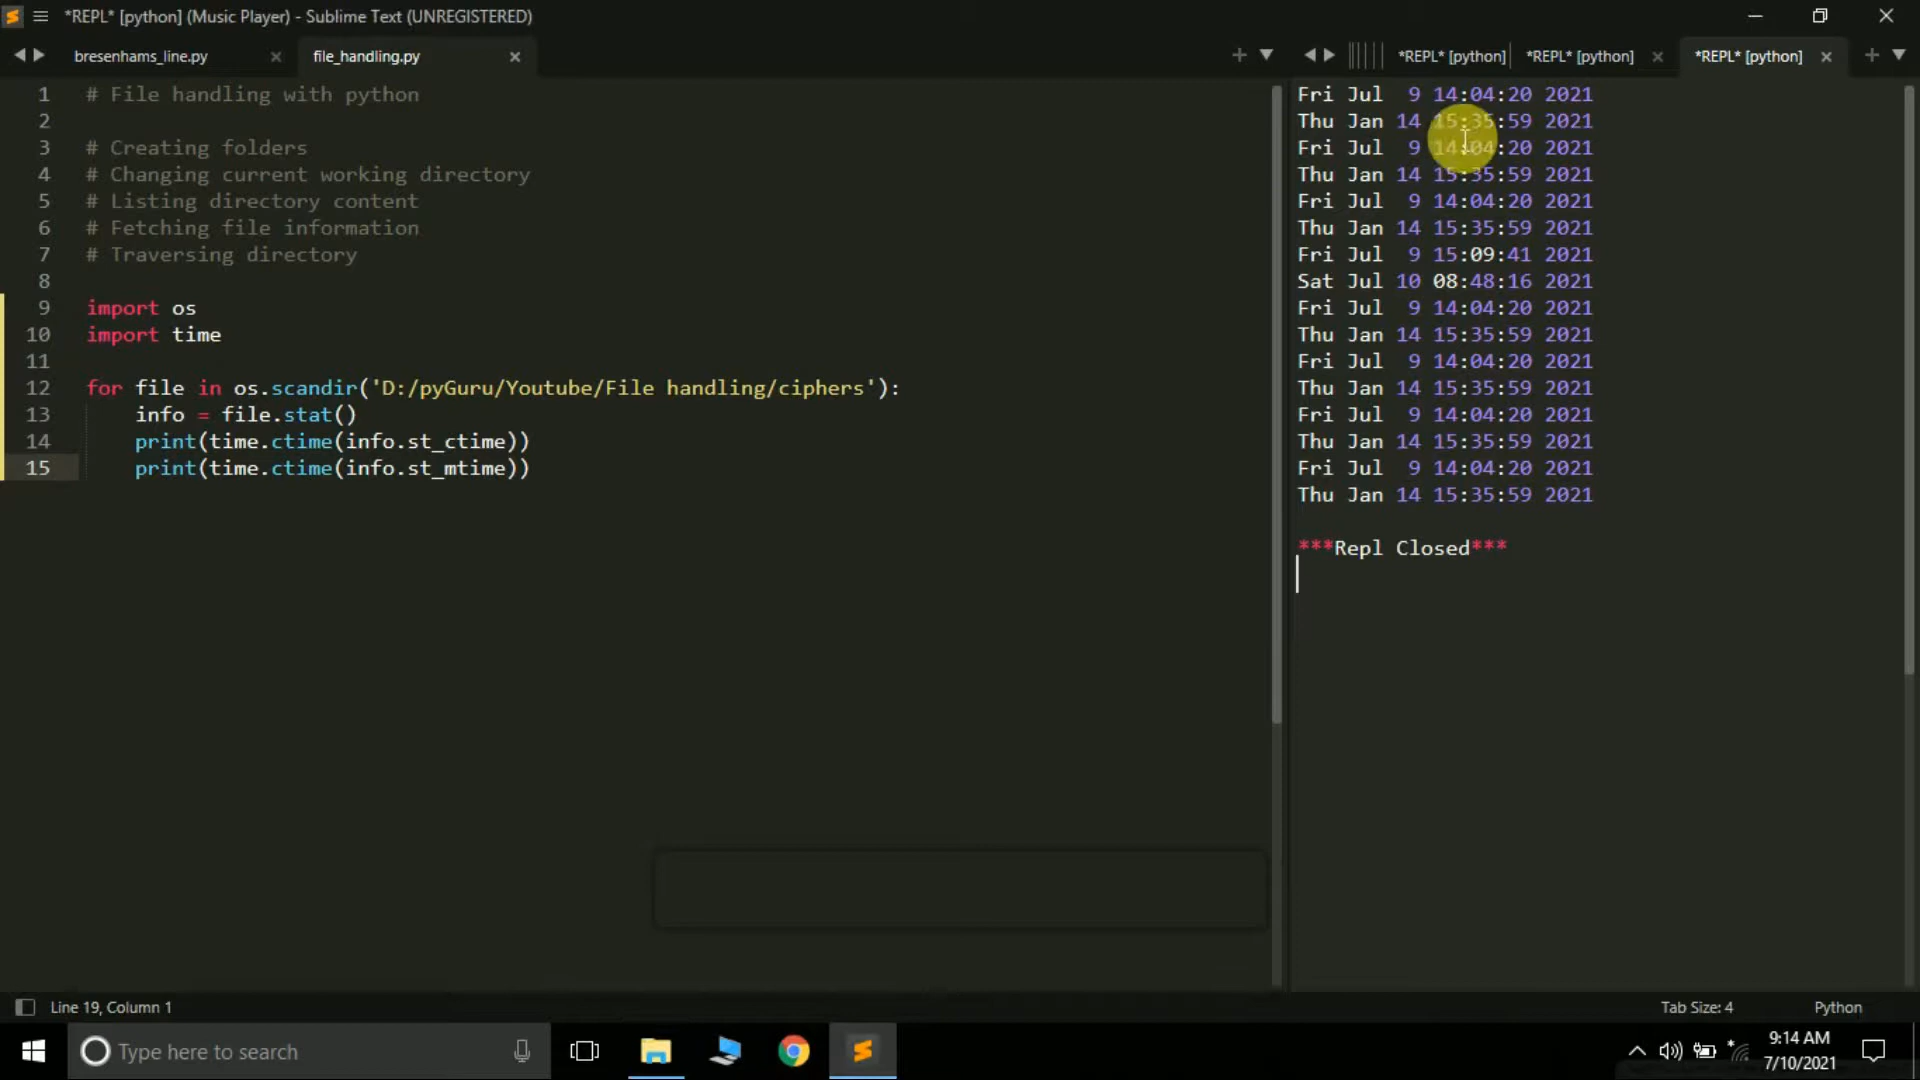 *REPL* [python] (Music Player) - Sublime Text (UNREGISTERED)
bresenhams_line.py
file_handling.py
*REPL* [python]
*REPL* [python]
*REPL* [python]
1 # File handling with python
2
3 # Creating folders
4 # Changing current working directory
5 # Listing directory content
6 # Fetching file information
7 # Traversing directory
8
9 import os
10 import time
11
12 for file in os.scandir('D:/pyGuru/Youtube/File handling/ciphers'):
13 info = file.stat()
14 print(time.ctime(info.st_ctime))
15 print(time.ctime(info.st_mtime))
Fri Jul 9 14:04:20 2021
Thu Jan 14 15:35:59 2021
Fri Jul 9 14:04:20 2021
Thu Jan 14 15:35:59 2021
Fri Jul 9 14:04:20 2021
Thu Jan 14 15:35:59 2021
Fri Jul 9 15:09:41 2021
Sat Jul 10 08:48:16 2021
Fri Jul 9 14:04:20 2021
Thu Jan 14 15:35:59 2021
Fri Jul 9 14:04:20 2021
Thu Jan 14 15:35:59 2021
Fri Jul 9 14:04:20 2021
Thu Jan 14 15:35:59 2021
Fri Jul 9 14:04:20 2021
Thu Jan 14 15:35:59 2021
***Repl Closed***
Line 19, Column 1
Tab Size: 4
Python
Type here to search
9:14 AM
7/10/2021